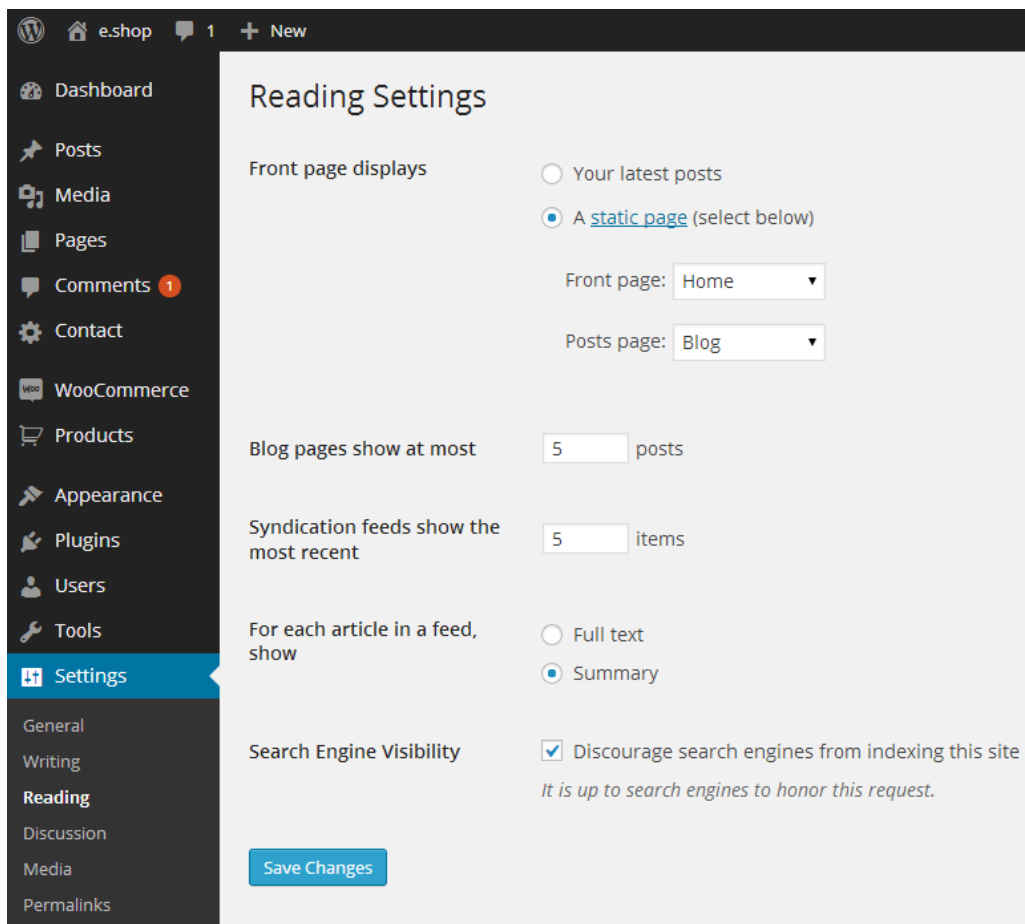 e.shop 1 + New
Dashboard
Posts
Media
Pages
Comments 1
Contact
Woo WooCommerce
Products
Appearance
Plugins
Users
Tools
Settings
General
Writing
Reading
Discussion
Media
Permalinks
Reading Settings
Front page displays
Your latest posts
A static page (select below)
Front page: Home
Posts page: Blog
Blog pages show at most 5 posts
Syndication feeds show the
most recent 5 items
For each article in a feed,
show
Full text
Summary
Search Engine Visibility
Discourage search engines from indexing this site
It is up to search engines to honor this request.
Save Changes